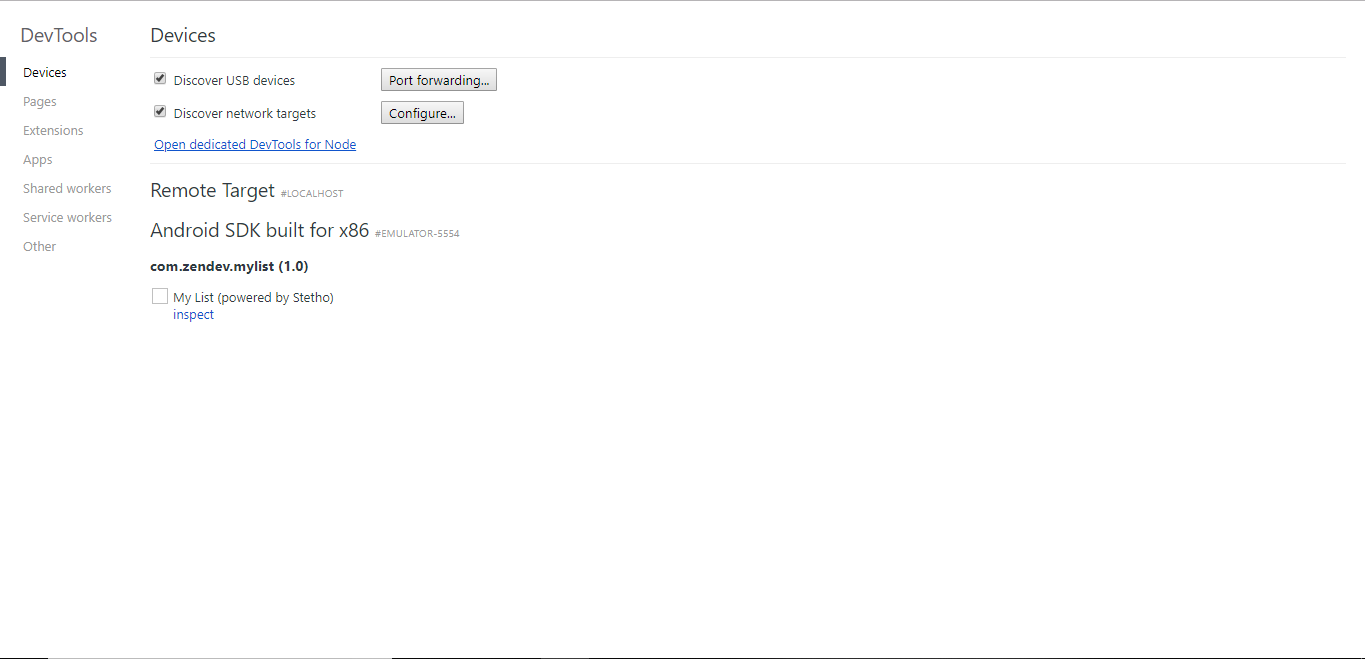 DevTools
Devices
Pages
Extensions
Apps
Shared workers
Service workers
Other
Devices
Discover USB devices Port forwarding...
Discover network targets Configure...
Open dedicated DevTools for Node
Remote Target #LOCALHOST
Android SDK built for x86 #EMULATOR-5554
com.zendev.mylist (1.0)
My List (powered by Stetho)
inspect